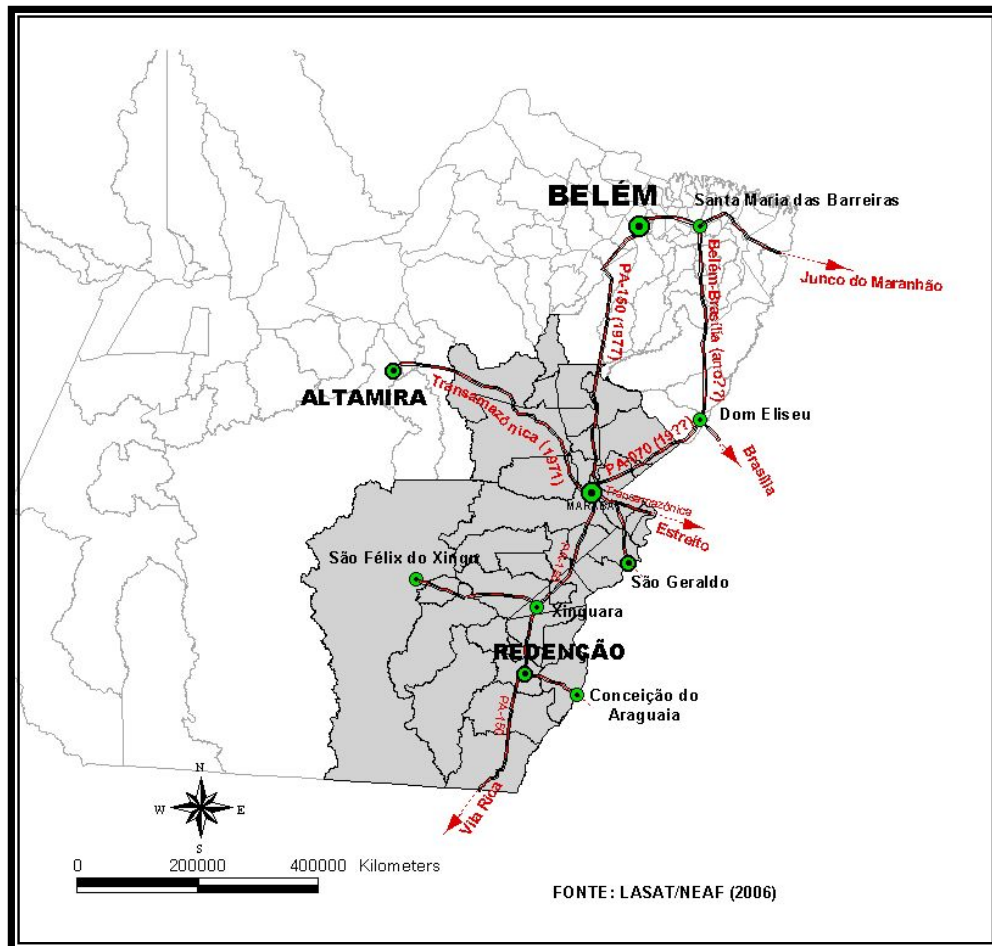 BELÉM
Santa Maria das Barreiras
Junco do Maranhão
PA-150 (1977)
Belém-Brasília (ano??)
ALTAMIRA
Transamazônica (1971)
Dom Eliseu
PA-070 (19??)
Brasília
Transamazônica
MARABÁ
Estreito
São Félix do Xingu
São Geraldo
Xinguara
REDENÇÃO
Conceição do
Araguaia
PA-150
Vila Rica
N
W E
S
0 200000 400000 Kilometers
FONTE: LASAT/NEAF (2006)